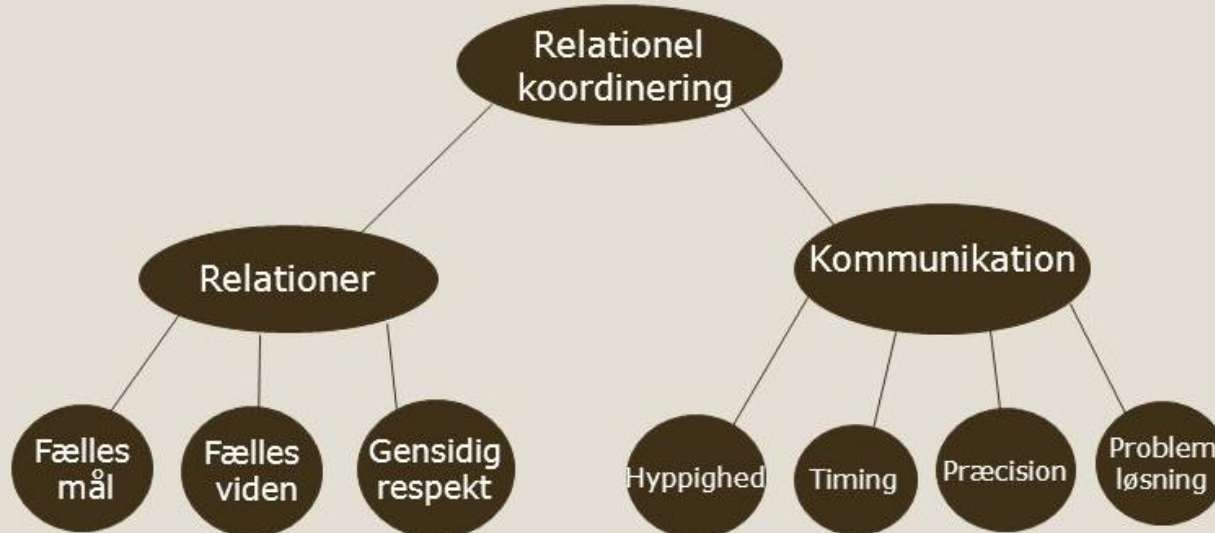 Relationel
koordinering
Relationer
Kommunikation
Fælles
mål
Fælles
viden
Gensidig
respekt
Hyppighed
Timing
Præcision
Problem
løsning